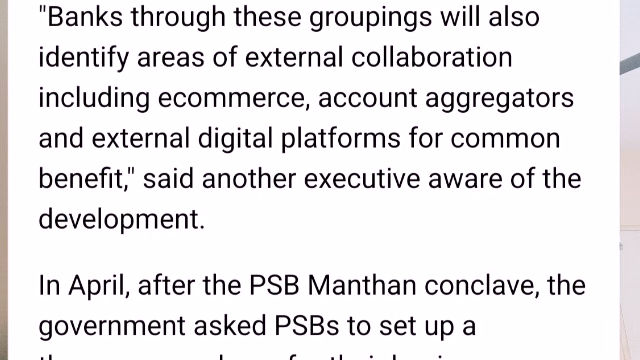 "Banks through these groupings will also
identify areas of external collaboration
including ecommerce, account aggregators
and external digital platforms for common
benefit," said another executive aware of the
development.
In April, after the PSB Manthan conclave, the
government asked PSBs to set up a